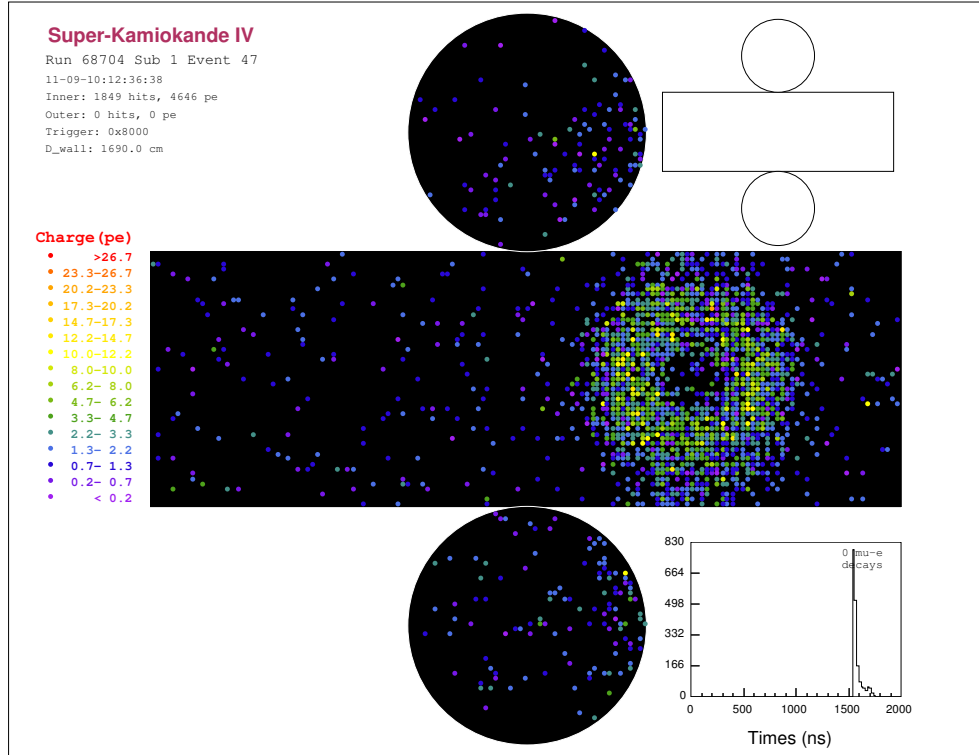 Super-Kamiokande IV
Run 68704 Sub 1 Event 47
11-09-10:12:36:38
Inner: 1849 hits, 4646 pe
Outer: 0 hits, 0 pe
Trigger: 0x8000
D_wall: 1690.0 cm
Charge(pe)
>26.7
23.3-26.7
20.2-23.3
17.3-20.2
14.7-17.3
12.2-14.7
10.0-12.2
8.0-10.0
6.2- 8.0
4.7- 6.2
3.3- 4.7
2.2- 3.3
1.3- 2.2
0.7- 1.3
0.2- 0.7
< 0.2
830
664
498
332
166
0
0 mu-e
decays
0 500 1000 1500 2000
Times (ns)